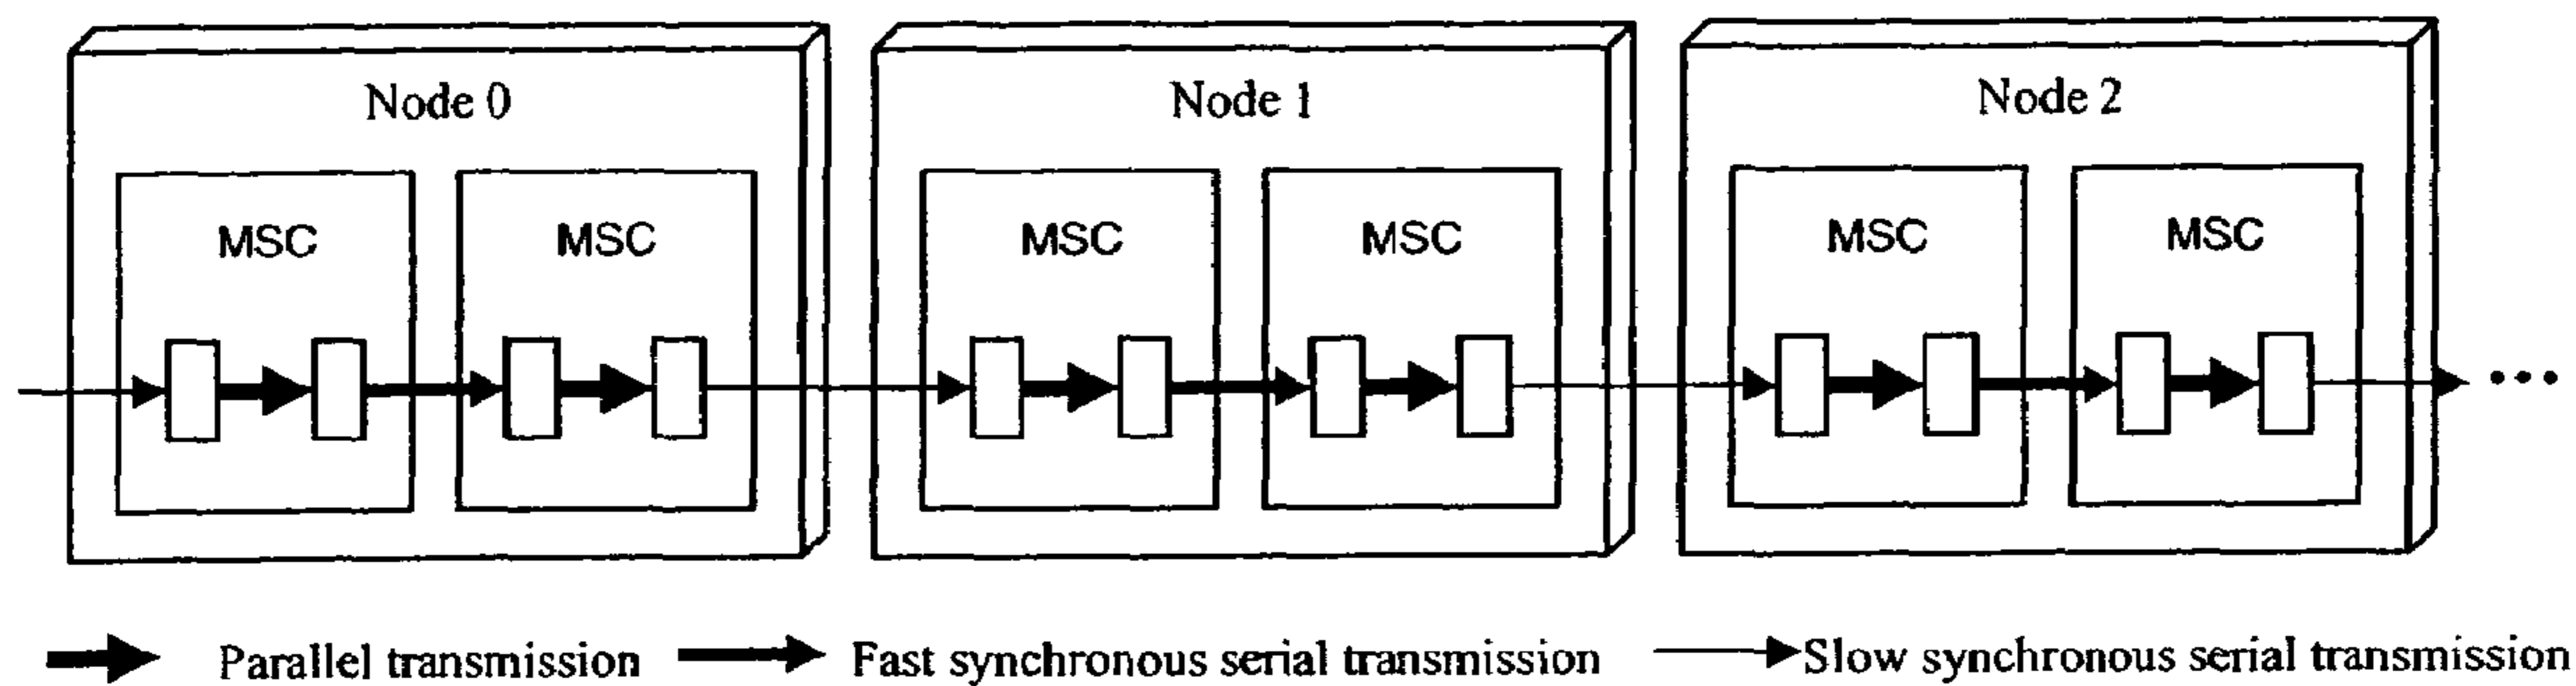 Node 0 Node 1 Node 2
MSC MSC MSC MSC MSC MSC
Parallel transmission Fast synchronous serial transmission Slow synchronous serial transmission